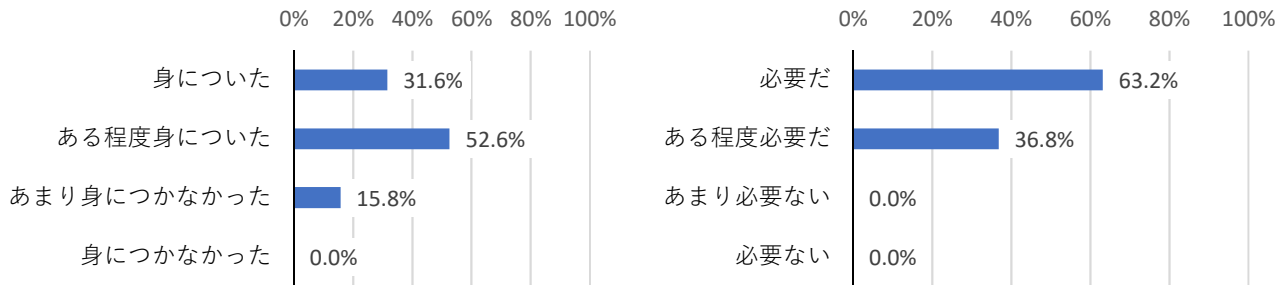 0% 20% 40% 60% 80% 100%
身についた 31.6%
ある程度身についた 52.6%
あまり身につかなかった 15.8%
身につかなかった 0.0%
0% 20% 40% 60% 80% 100%
必要だ 63.2%
ある程度必要だ 36.8%
あまり必要ない 0.0%
必要ない 0.0%